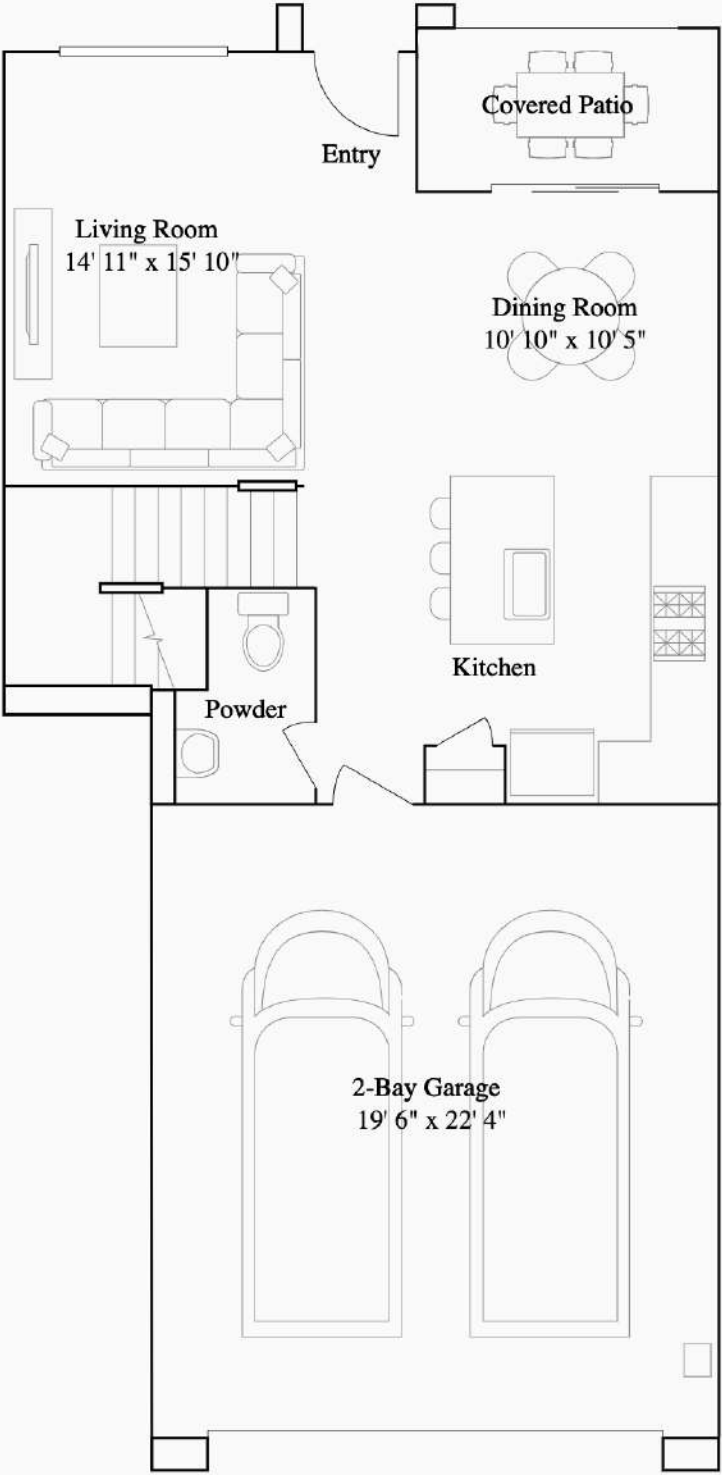 Covered Patio
Entry
Living Room
14' 11" x 15' 10"
Dining Room
10' 10" x 10' 5"
Kitchen
Powder
2-Bay Garage
19' 6" x 22' 4"